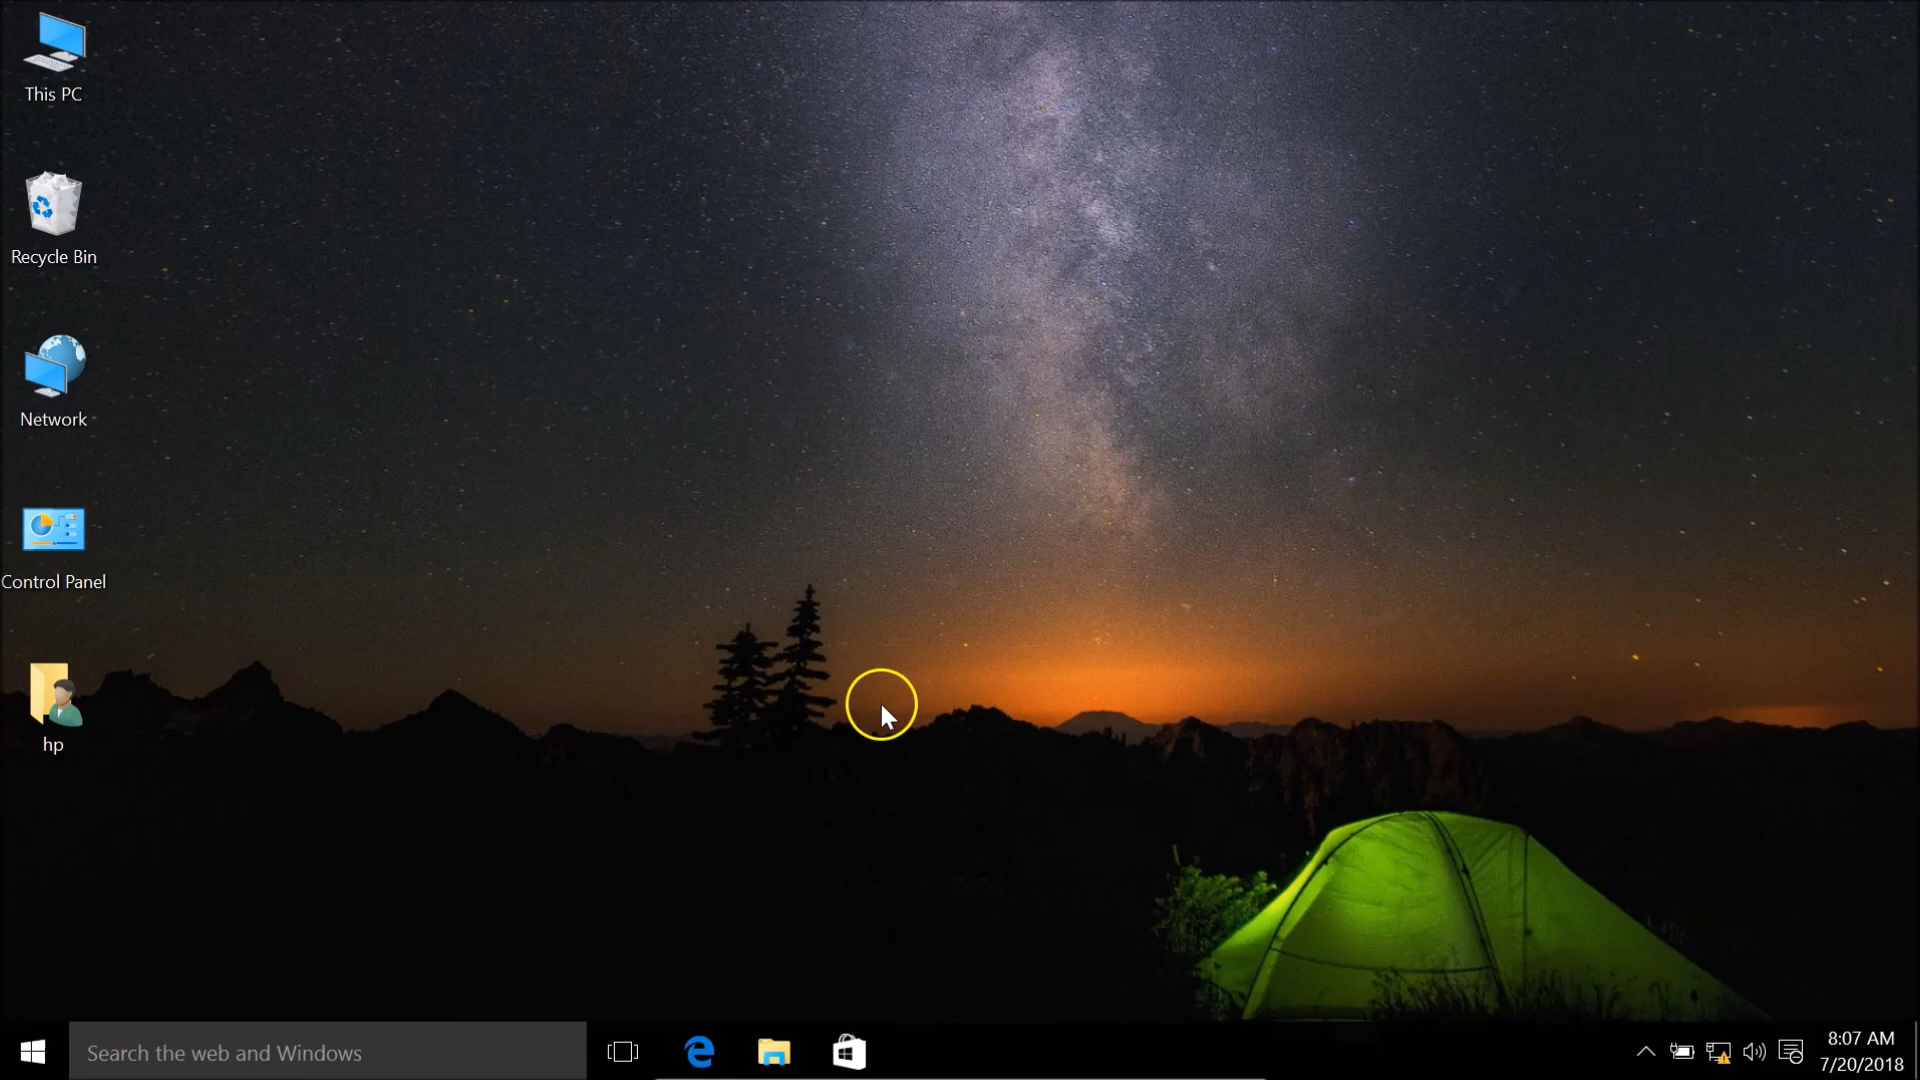 This PC
Recycle Bin
Network
Control Panel
hp
Search the web and Windows
8:07 AM
7/20/2018